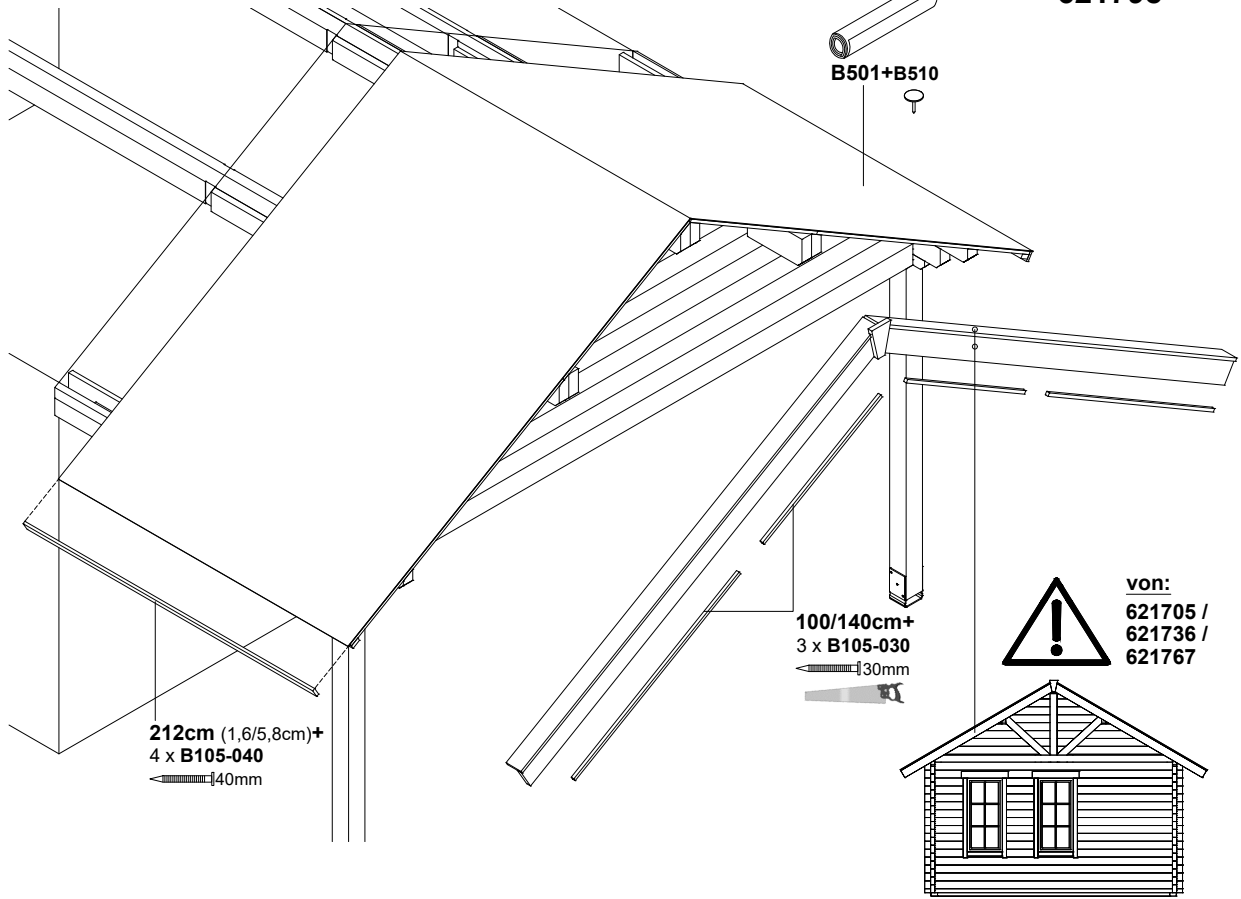 B501+B510
von:
621705 /
621736 /
621767
100/140cm+
3 x B105-030
30mm
212cm (1,6/5,8cm)+
4 x B105-040
40mm